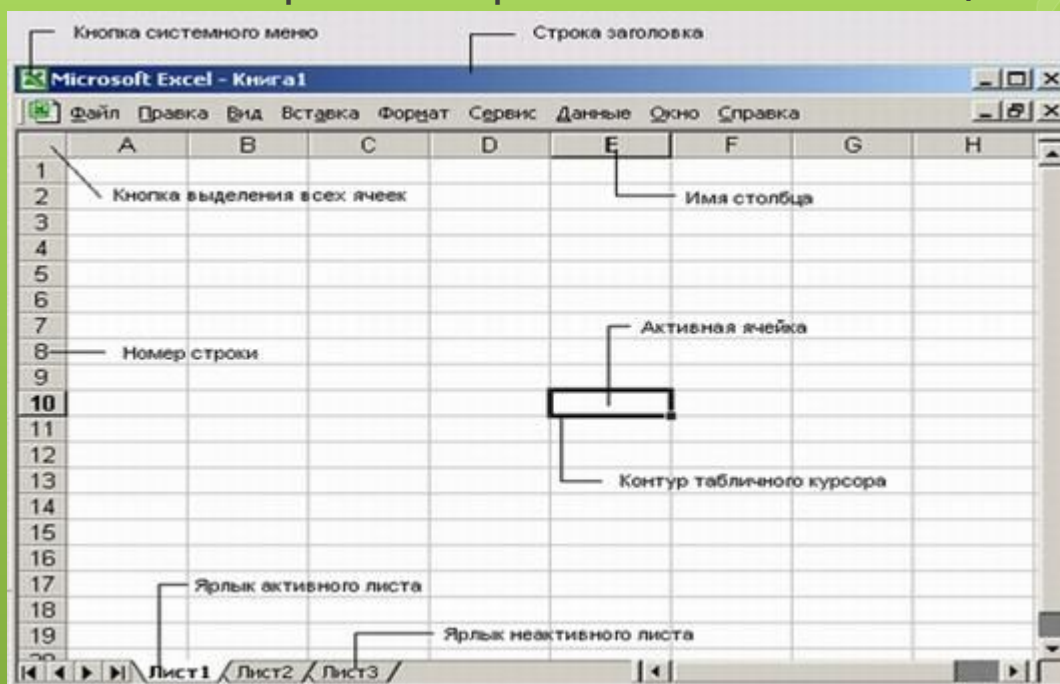 Кнопка системного меню Строка заголовка
Microsoft Excel - Книга1
Файл Правка Вид Вставка Формат Сервис Данные Окно Справка
A B C D E F G H
1
2 Кнопка выделения всех ячеек Имя столбца
3
4
5
6
7 Активная ячейка
8 Номер строки
9
10
11
12
13 Контур табличного курсора
14
15
16
17 Ярлык активного листа
18
19 Ярлык неактивного листа
Лист1 Лист2 Лист3